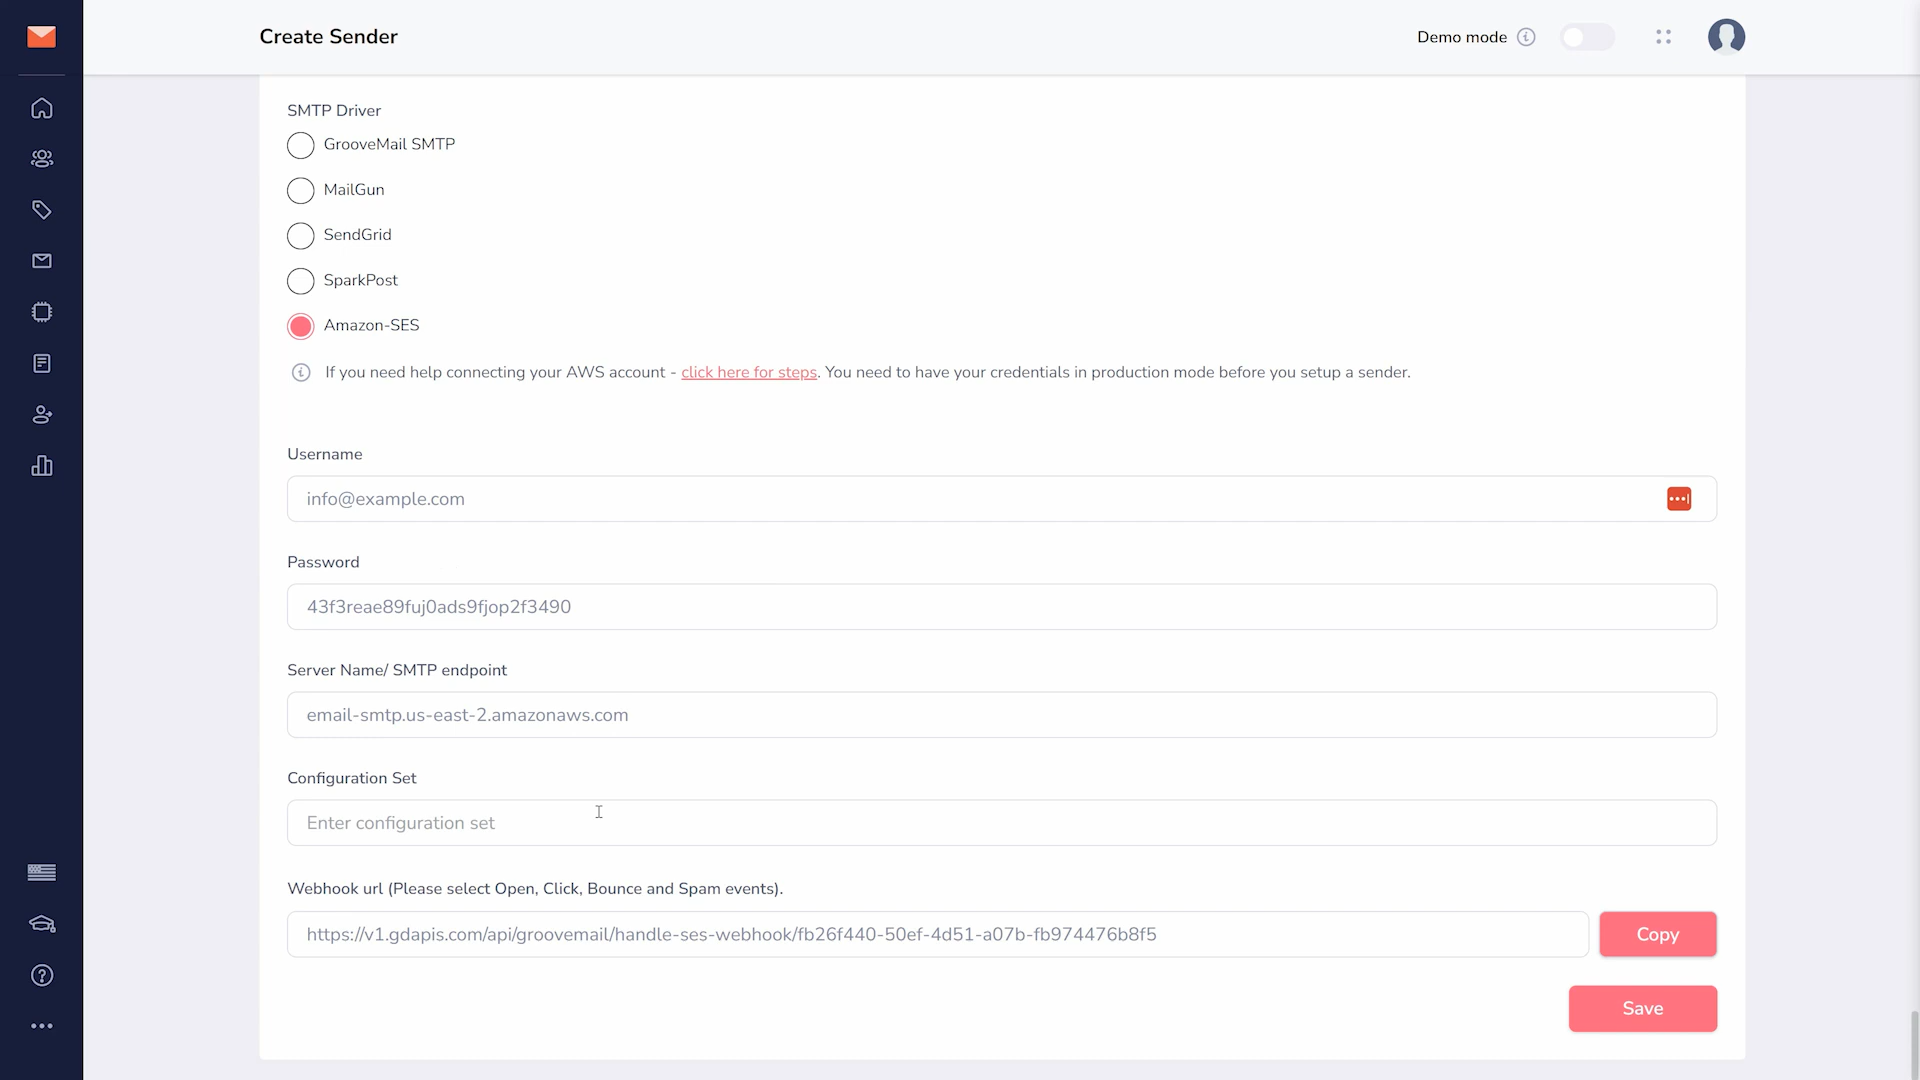 Create Sender
Demo mode
SMTP Driver
GrooveMail SMTP
MailGun
SendGrid
SparkPost
Amazon-SES
If you need help connecting your AWS account - click here for steps. You need to have your credentials in production mode before you setup a sender.
Username
info@example.com
Password
43f3reae89fuj0ads9fjop2f3490
Server Name/ SMTP endpoint
email-smtp.us-east-2.amazonaws.com
Configuration Set
Enter configuration set
Webhook url (Please select Open, Click, Bounce and Spam events).
https://v1.gdapis.com/api/groovemail/handle-ses-webhook/fb26f440-50ef-4d51-a07b-fb974476b8f5
Copy
Save